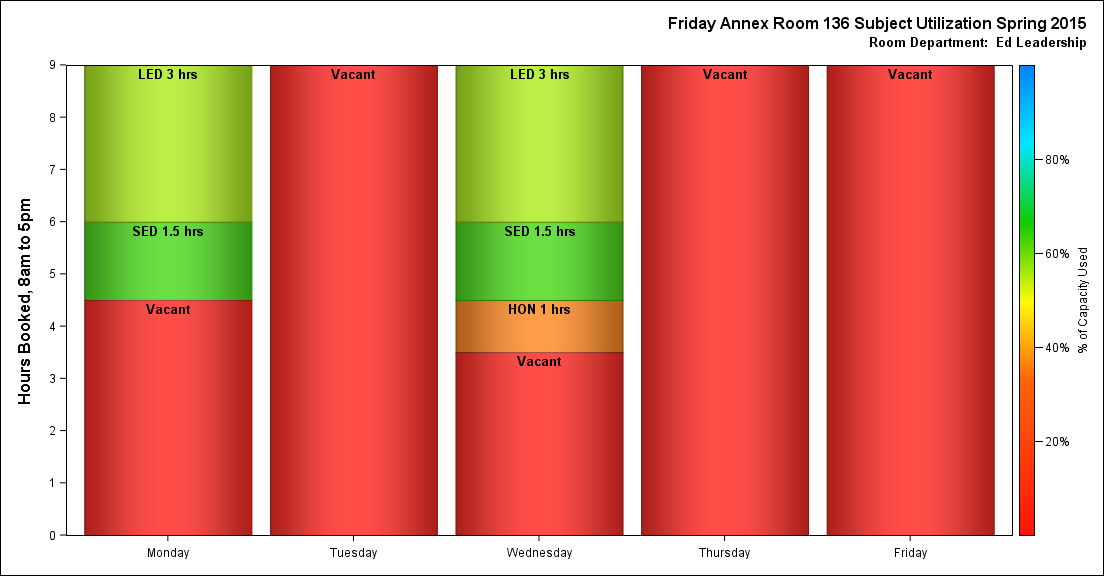 Friday Annex Room 136 Subject Utilization Spring 2015
Room Department:  Ed Leadership
Hours Booked, 8am to 5pm
9
8
7
6
5
4
3
2
1
0
LED 3 hrs
SED 1.5 hrs
Vacant
Vacant
LED 3 hrs
SED 1.5 hrs
HON 1 hrs
Vacant
Vacant
Vacant
Monday
Tuesday
Wednesday
Thursday
Friday
80%
60%
40%
20%
% of Capacity Used